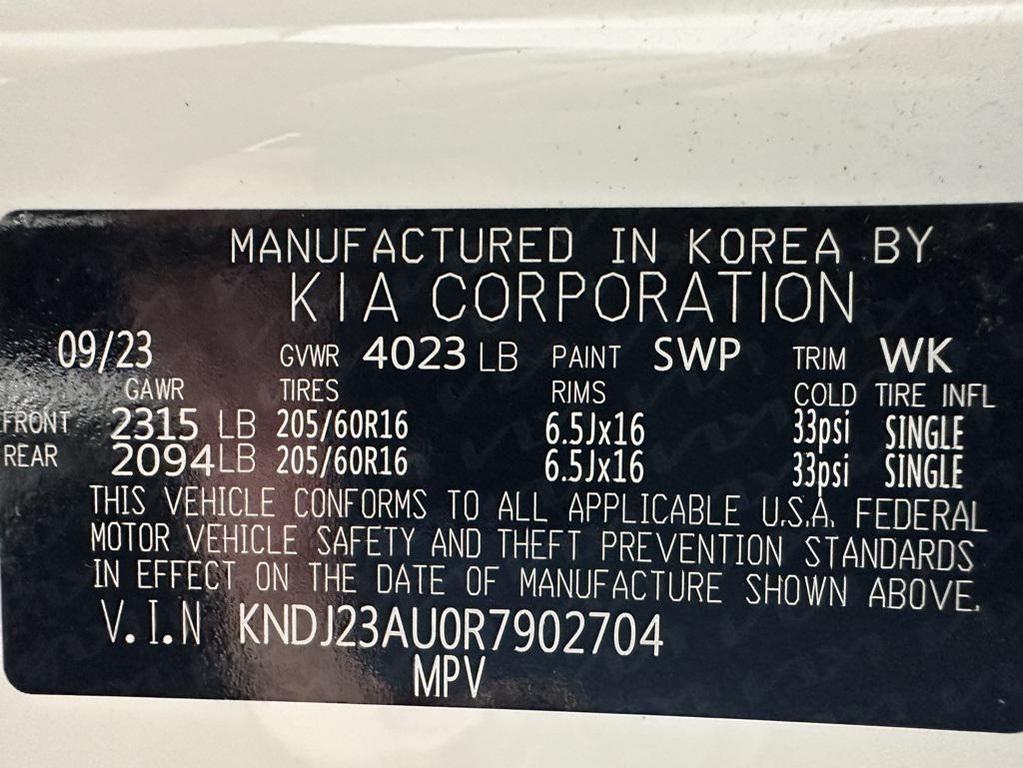 MANUFACTURED IN KOREA BY
KIA CORPORATION
09/23 GVWR 4023 LB PAINT SWP TRIM WK
GAWR TIRES RIMS COLD TIRE INFL
FRONT 2315 LB 205/60R16 6.5Jx16 33psi SINGLE
REAR 2094 LB 205/60R16 6.5Jx16 33psi SINGLE
THIS VEHICLE CONFORMS TO ALL APPLICABLE U.S.A. FEDERAL
MOTOR VEHICLE SAFETY AND THEFT PREVENTION STANDARDS
IN EFFECT ON THE DATE OF MANUFACTURE SHOWN ABOVE.
V.I.N KNDJ23AU0R7902704
MPV